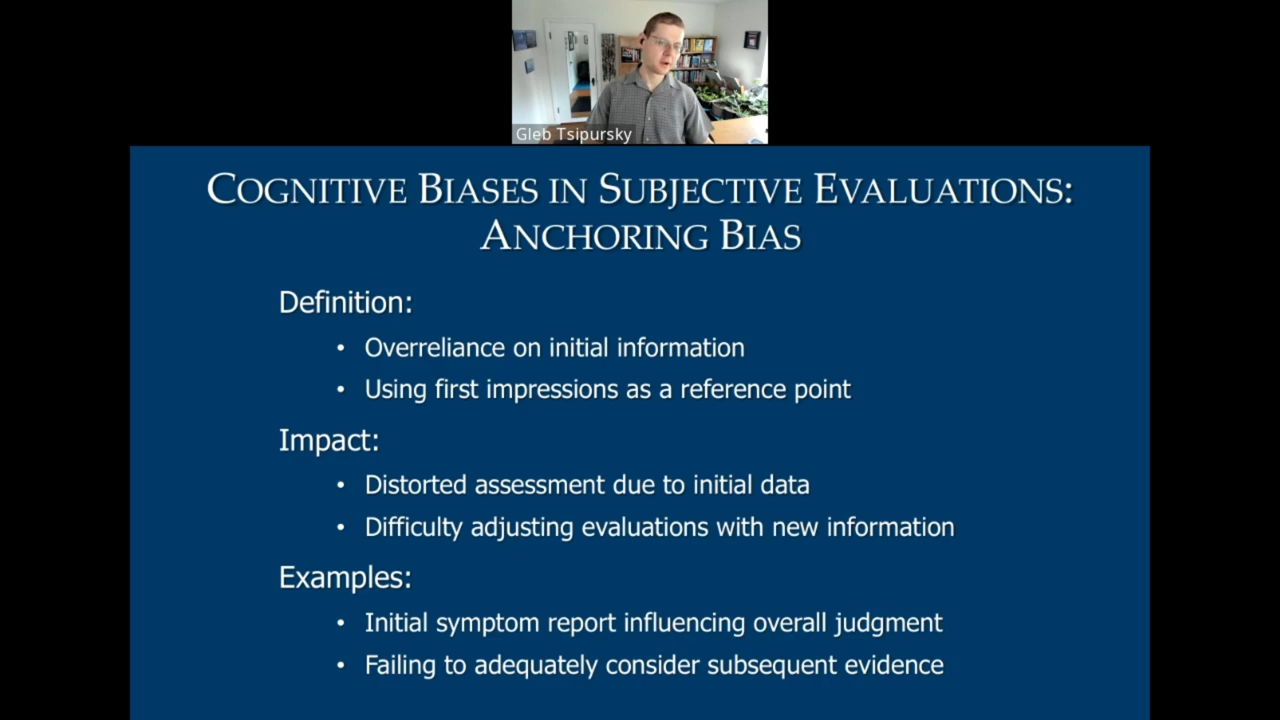 Gleb Tsipursky
COGNITIVE BIASES IN SUBJECTIVE EVALUATIONS:
ANCHORING BIAS
Definition:
• Overreliance on initial information
• Using first impressions as a reference point
Impact:
• Distorted assessment due to initial data
• Difficulty adjusting evaluations with new information
Examples:
• Initial symptom report influencing overall judgment
• Failing to adequately consider subsequent evidence